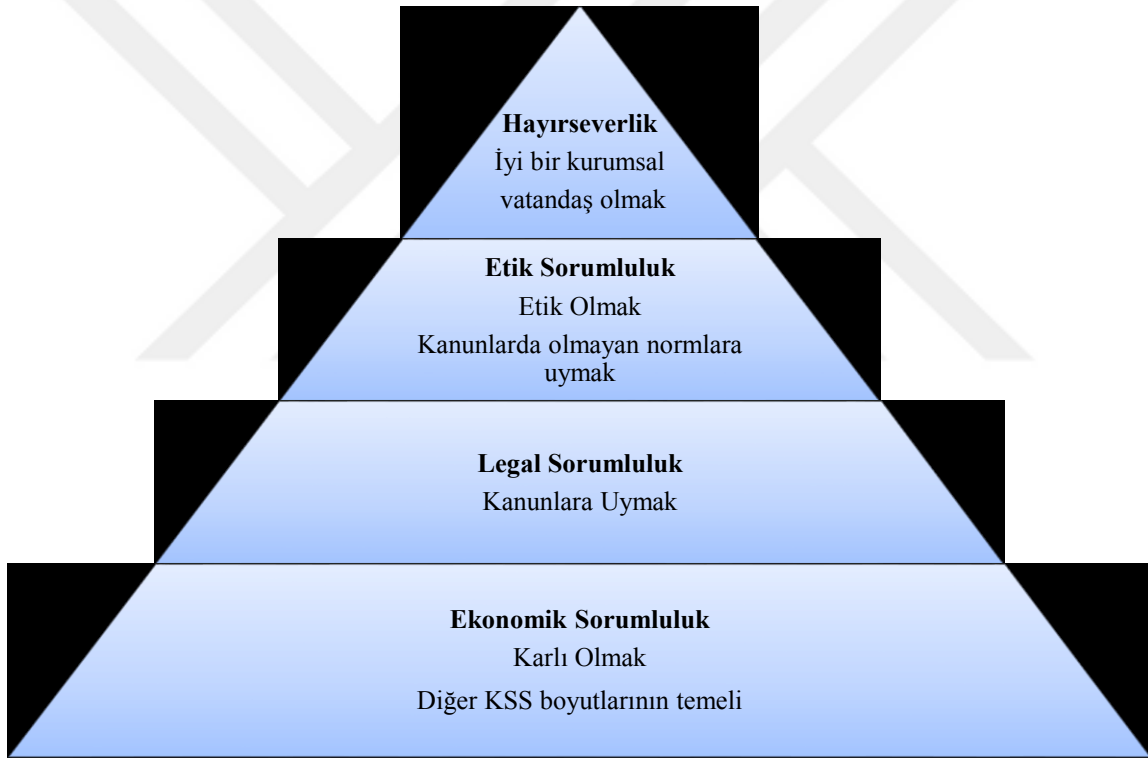 Hayırseverlik
İyi bir kurumsal
vatandaş olmak
Etik Sorumluluk
Etik Olmak
Kanunlarda olmayan normlara
uymak
Legal Sorumluluk
Kanunlara Uymak
Ekonomik Sorumluluk
Karlı Olmak
Diğer KSS boyutlarının temeli